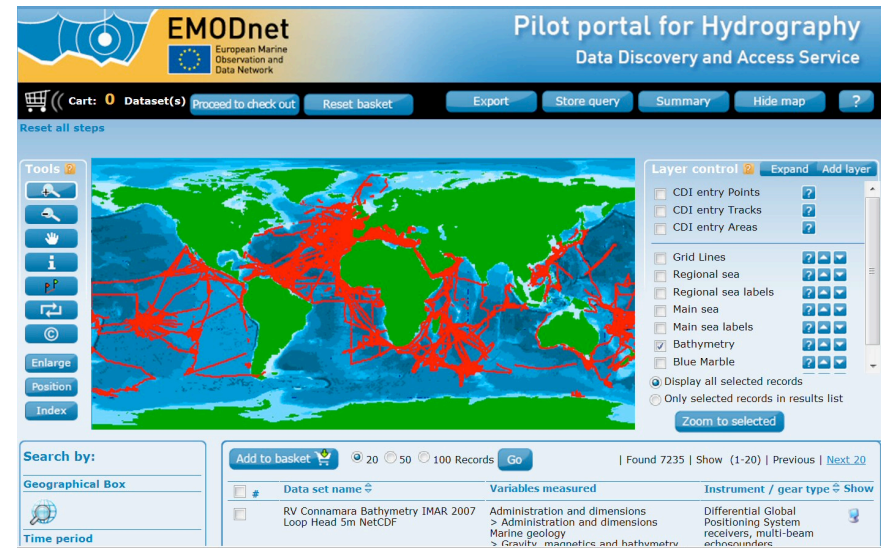 EMODnet
European Marine
Observation and
Data Network
Pilot portal for Hydrography
Data Discovery and Access Service
Cart: 0 Dataset(s) Proceed to check out Reset basket Export Store query Summary Hide map ?
Reset all steps
Tools ?
Layer control ? Expand Add layer
CDI entry Points ?
CDI entry Tracks ?
CDI entry Areas ?
Grid Lines ?
Regional sea ?
Regional sea labels ?
Main sea ?
Main sea labels ?
Bathymetry ?
Blue Marble ?
i
P P
©
Enlarge
Position
Index
Display all selected records
Only selected records in results list
Zoom to selected
Search by:
Geographical Box
Time period
Add to basket 20 50 100 Records Go | Found 7235 | Show (1-20) | Previous | Next 20
# Data set name Variables measured Instrument / gear type Show
RV Connamara Bathymetry IMAR 2007
Loop Head 5m NetCDF
Administration and dimensions
> Administration and dimensions
Marine geology
> Gravity, magnetics and bathymetry
Differential Global
Positioning System
receivers, multi-beam
echosounders